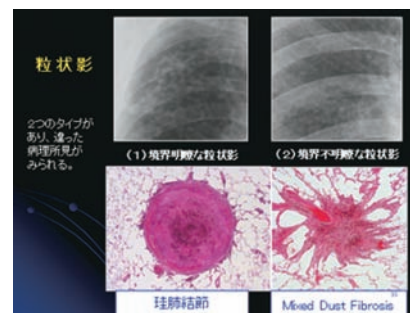 粒状影
2つのタイプが
あり、違った
病理所見が
みられる。
(1)境界明瞭な粒状影
(2)境界不明瞭な粒状影
珪肺結節
Mixed Dust Fibrosis